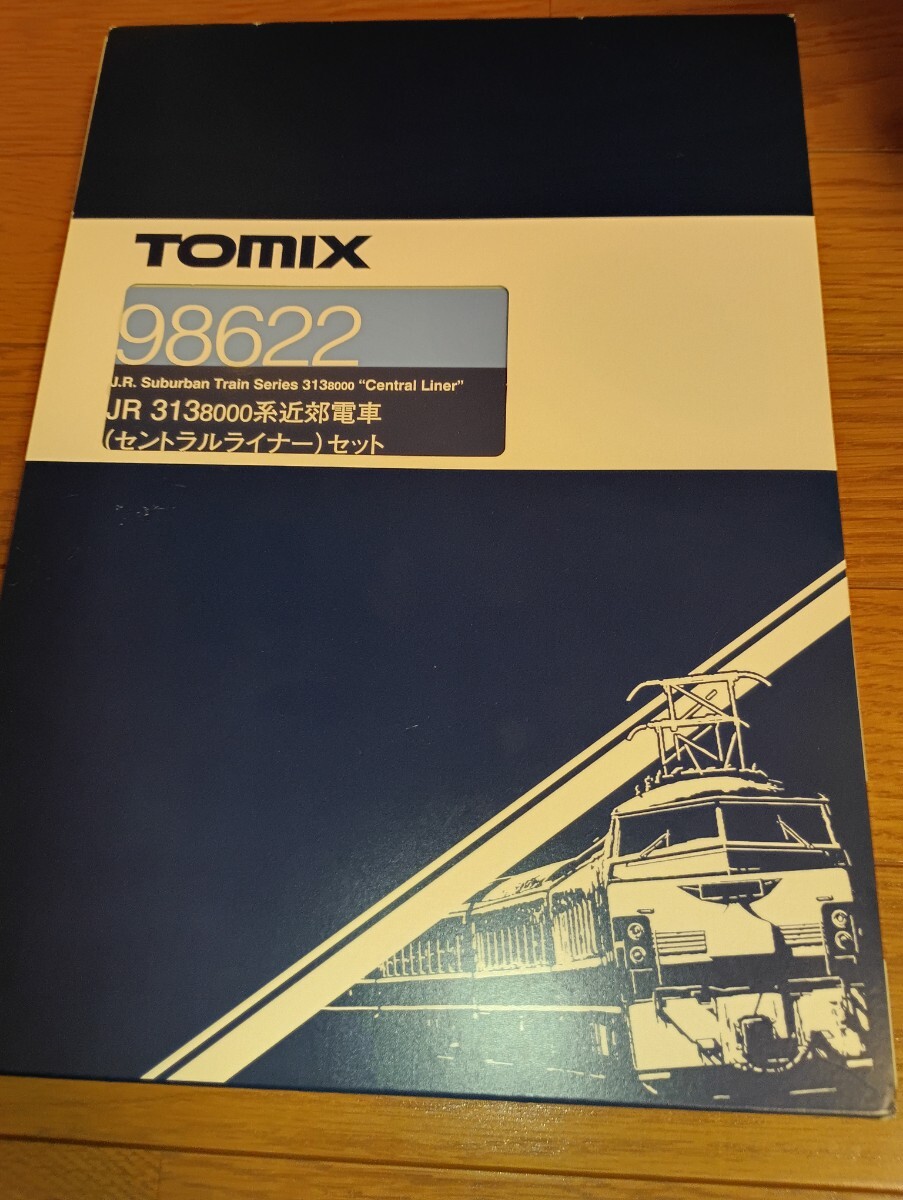 TOMIX
98622
J.R. Suburban Train Series 3138000 "Central Liner"
JR 3138000系近郊電車
(セントラルライナー)セット